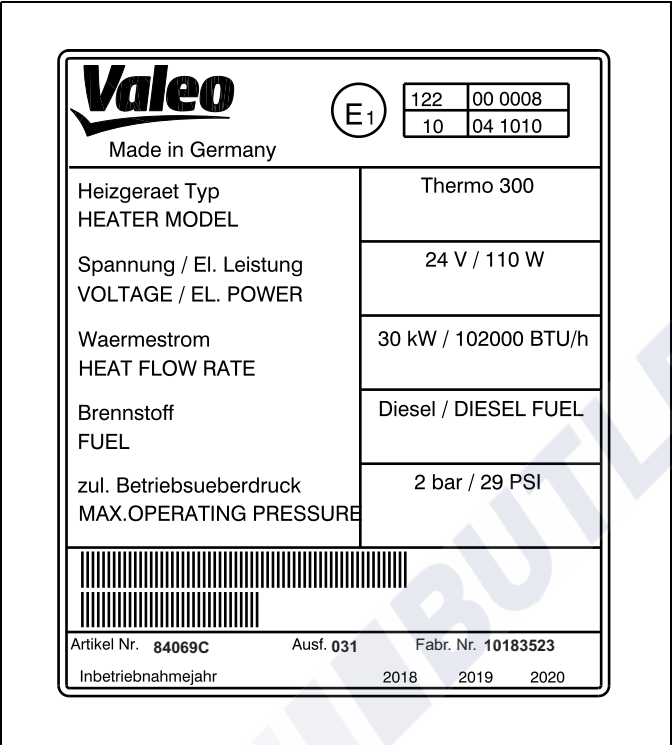 Valeo
Made in Germany
E1
122 00 0008
10 04 1010
Heizgeraet Typ
HEATER MODEL
Thermo 300
Spannung / El. Leistung
VOLTAGE / EL. POWER
24 V / 110 W
Waermestrom
HEAT FLOW RATE
30 kW / 102000 BTU/h
Brennstoff
FUEL
Diesel / DIESEL FUEL
zul. Betriebsueberdruck
MAX.OPERATING PRESSURE
2 bar / 29 PSI
Artikel Nr. 84069C Ausf. 031 Fabr. Nr. 10183523
Inbetriebnahmejahr 2018 2019 2020